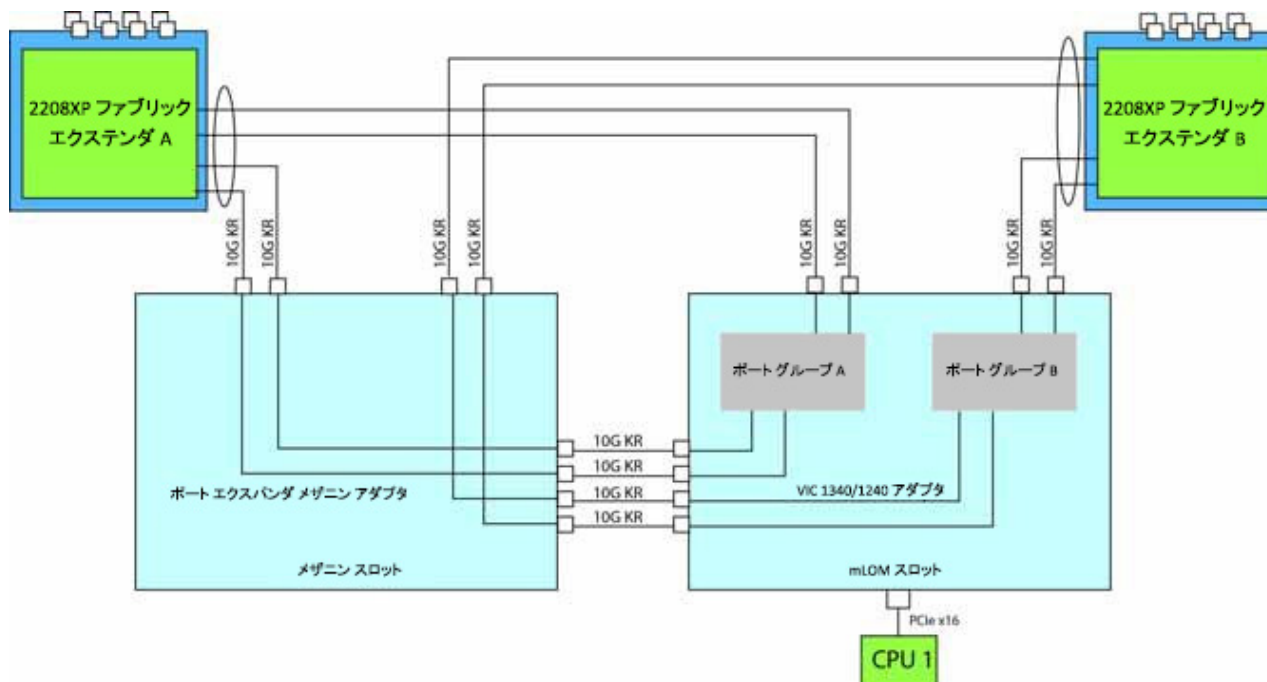 2208XP ファブリック
エクステンダ A
2208XP ファブリック
エクステンダ B
10G KR
10G KR
10G KR
10G KR
10G KR
10G KR
10G KR
10G KR
ポート グループ A
ポート グループ B
10G KR
10G KR
10G KR
10G KR
ポート エクスパンダ メザニン アダプタ
VIC 1340/1240 アダプタ
メザニン スロット
mLOM スロット
PCIe x16
CPU 1